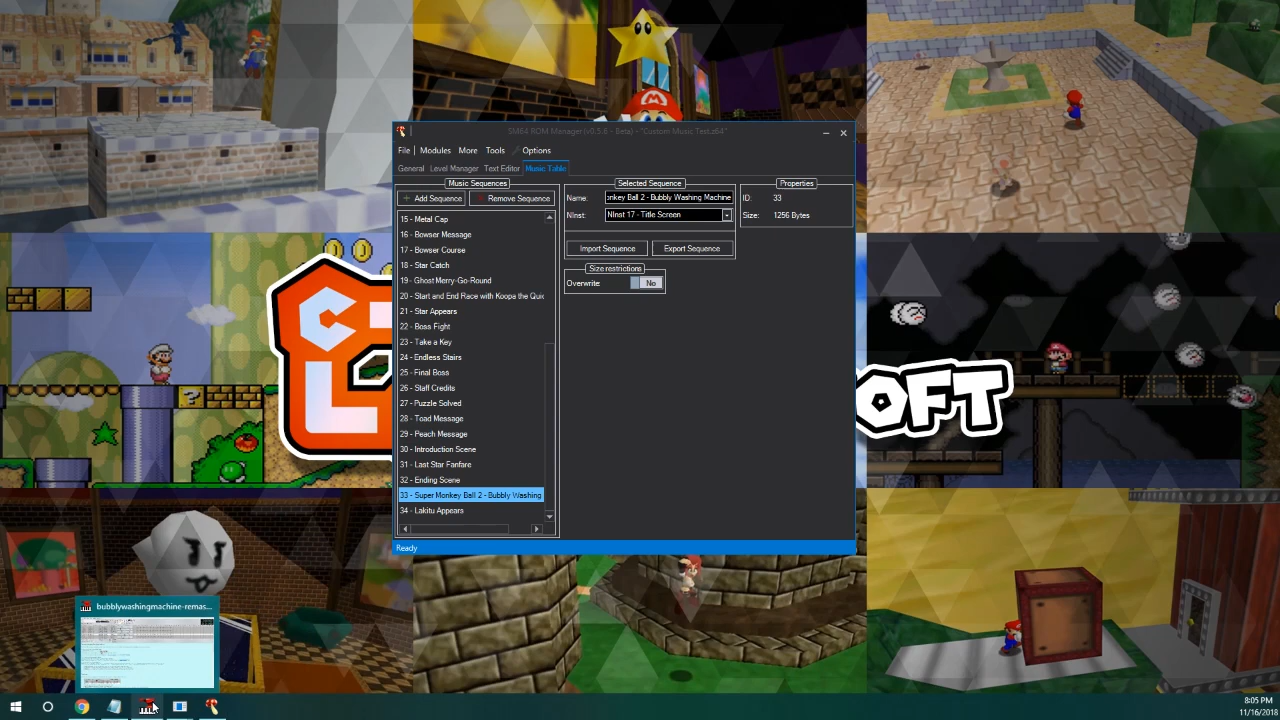 SM64 ROM Manager (v0.5.6 - Beta) - "Custom Music Test.z64"
File Modules More Tools Options
General Level Manager Text Editor Music Table
Music Sequences
Add Sequence Remove Sequence
15 - Metal Cap
16 - Bowser Message
17 - Bowser Course
18 - Star Catch
19 - Ghost Merry-Go-Round
20 - Start and End Race with Koopa the Quic
21 - Star Appears
22 - Boss Fight
23 - Take a Key
24 - Endless Stairs
25 - Final Boss
26 - Staff Credits
27 - Puzzle Solved
28 - Toad Message
29 - Peach Message
30 - Introduction Scene
31 - Last Star Fanfare
32 - Ending Scene
33 - Super Monkey Ball 2 - Bubbly Washing
34 - Lakitu Appears
Selected Sequence
Name: onkey Ball 2 - Bubbly Washing Machine
NInst: NInst 17 - Title Screen
Import Sequence Export Sequence
Size restrictions
Overwrite: No
Properties
ID: 33
Size: 1256 Bytes
Ready
OFT
bubblywashingmachine-remas...
8:05 PM
11/16/2018